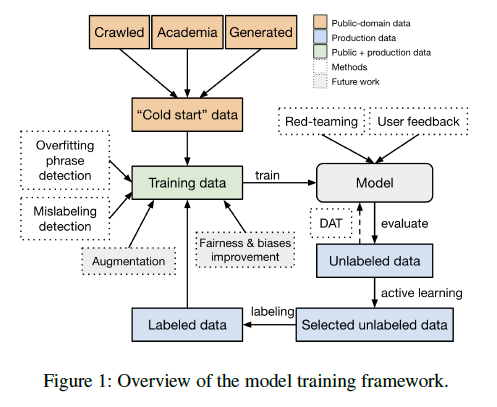 Crawled
Academia
Generated
Public-domain data
Production data
Public + production data
Methods
Future work
“Cold start” data
Red-teaming
User feedback
Overfitting
phrase
detection
Mislabeling
detection
Training data
train
Model
Augmentation
Fairness & biases
improvement
DAT
evaluate
Unlabeled data
active learning
Labeled data
labeling
Selected unlabeled data
Figure 1: Overview of the model training framework.